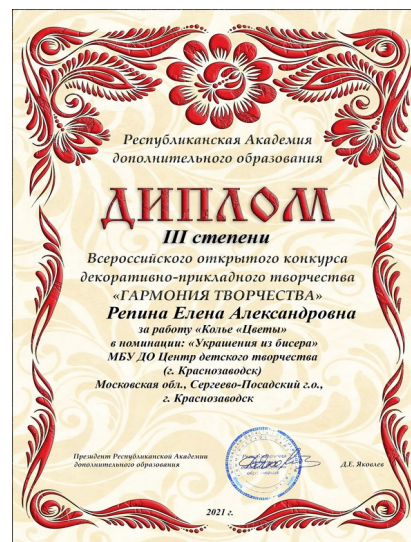 Республиканская Академия
дополнительного образования
ДИПЛОМ
III степени
Всероссийского открытого конкурса
декоративно-прикладного творчества
«ГАРМОНИЯ ТВОРЧЕСТВА»
Репина Елена Александровна
за работу «Колье «Цветы»
в номинации: «Украшения из бисера»
МБУ ДО Центр детского творчества
(г. Краснозаводск)
Московская обл., Сергеево-Посадский г.о.,
г. Краснозаводск
Президент Республиканской Академии
дополнительного образования
Д.Е. Яковлев
2021 г.